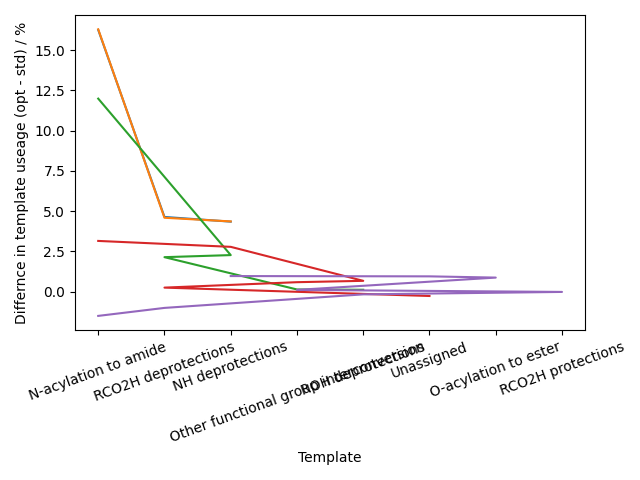 Differnce in template useage (opt - std) / %
15.0
12.5
10.0
7.5
5.0
2.5
0.0
N-acylation to amide
RCO2H deprotections
NH deprotections
Other functional group interconversion
ROH deprotections
Unassigned
O-acylation to ester
RCO2H protections
Template